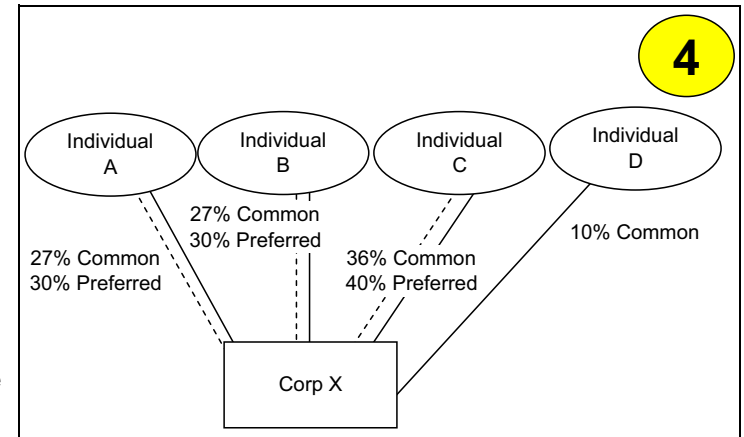 4
Individual
A
Individual
B
Individual
C
Individual
D
27% Common
30% Preferred
27% Common
30% Preferred
36% Common
40% Preferred
10% Common
Corp X